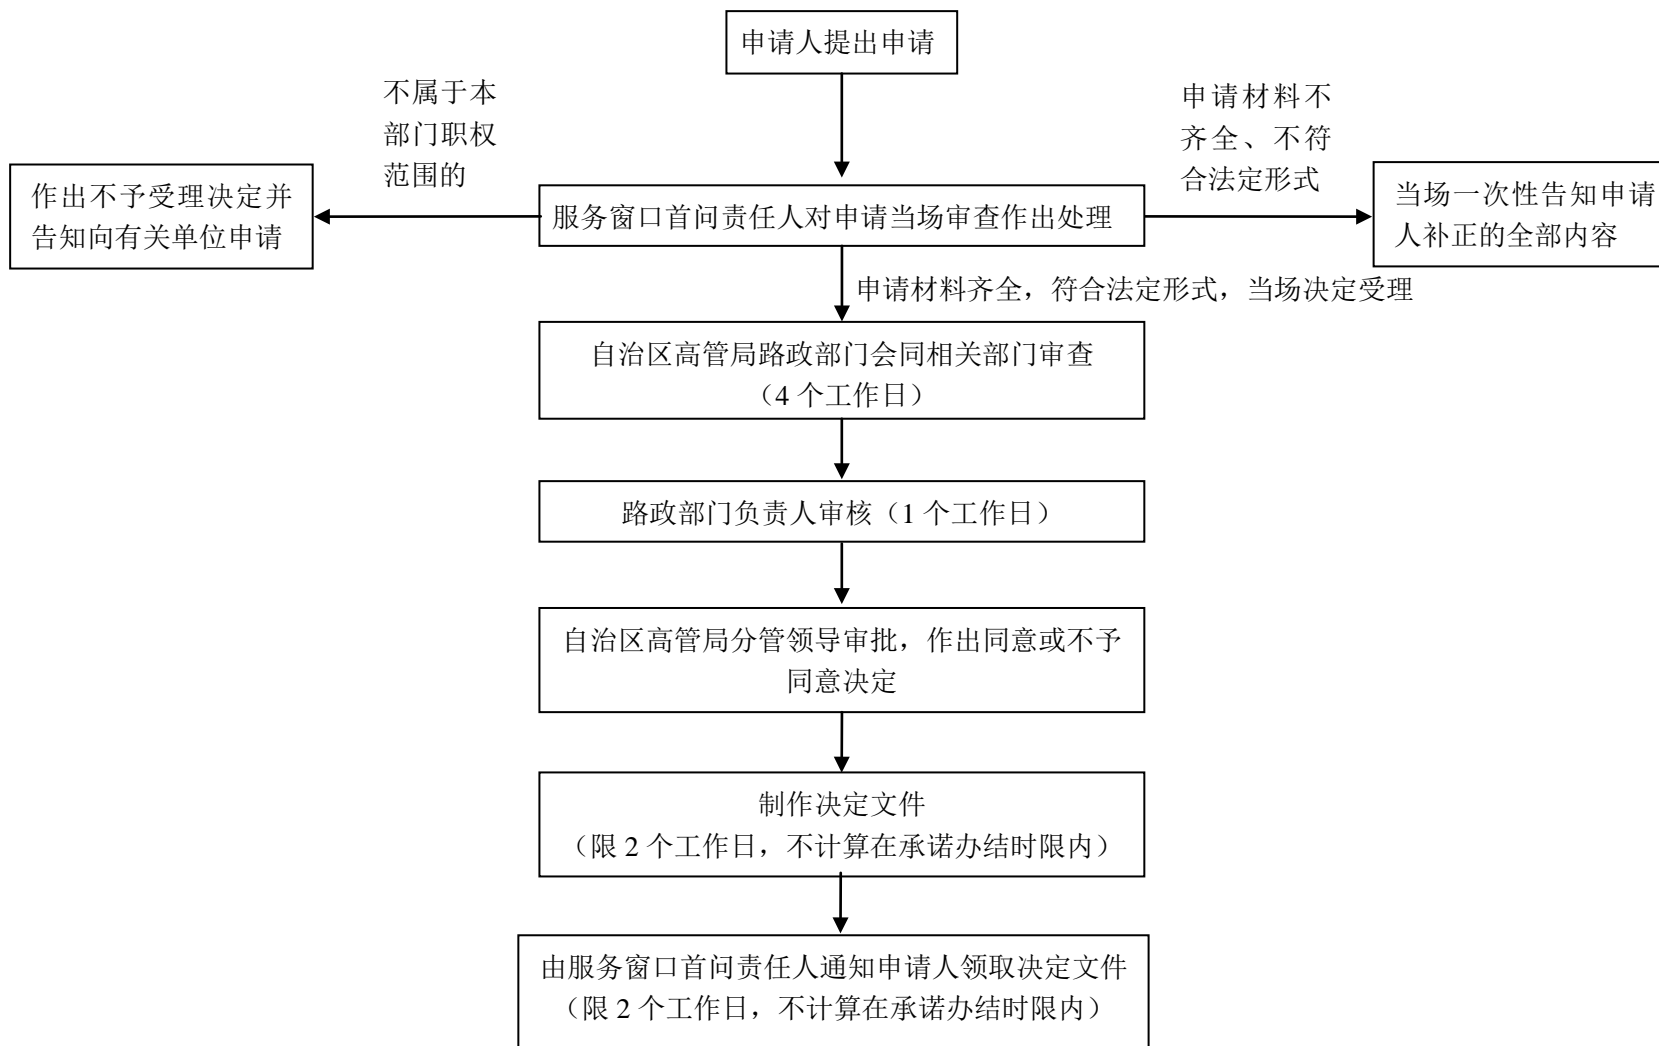 申请人提出申请
不属于本
部门职权
范围的
申请材料不
齐全、不符
合法定形式
作出不予受理决定并
告知向有关单位申请
服务窗口首问责任人对申请当场审查作出处理
当场一次性告知申请
人补正的全部内容
申请材料齐全，符合法定形式，当场决定受理
自治区高管局路政部门会同相关部门审查
（4 个工作日）
路政部门负责人审核（1 个工作日）
自治区高管局分管领导审批，作出同意或不予
同意决定
制作决定文件
（限 2 个工作日，不计算在承诺办结时限内）
由服务窗口首问责任人通知申请人领取决定文件
（限 2 个工作日，不计算在承诺办结时限内）